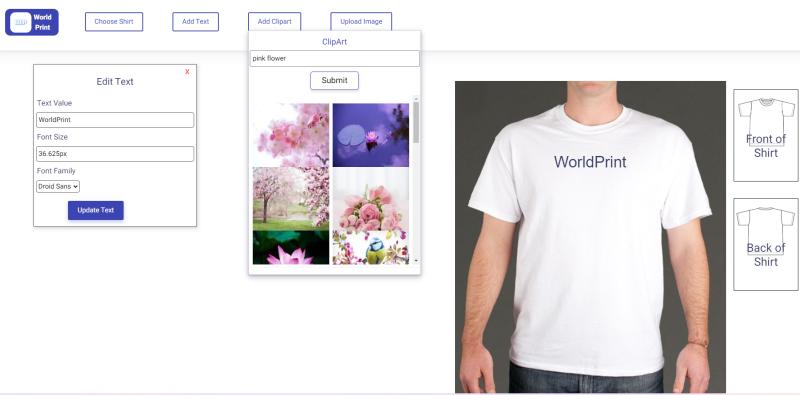 World
Print
Choose Shirt
Add Text
Add Clipart
Upload Image
ClipArt
pink flower
Submit
X
Edit Text
Text Value
WorldPrint
Font Size
36.625px
Font Family
Droid Sans
Update Text
WorldPrint
Front of
Shirt
Back of
Shirt